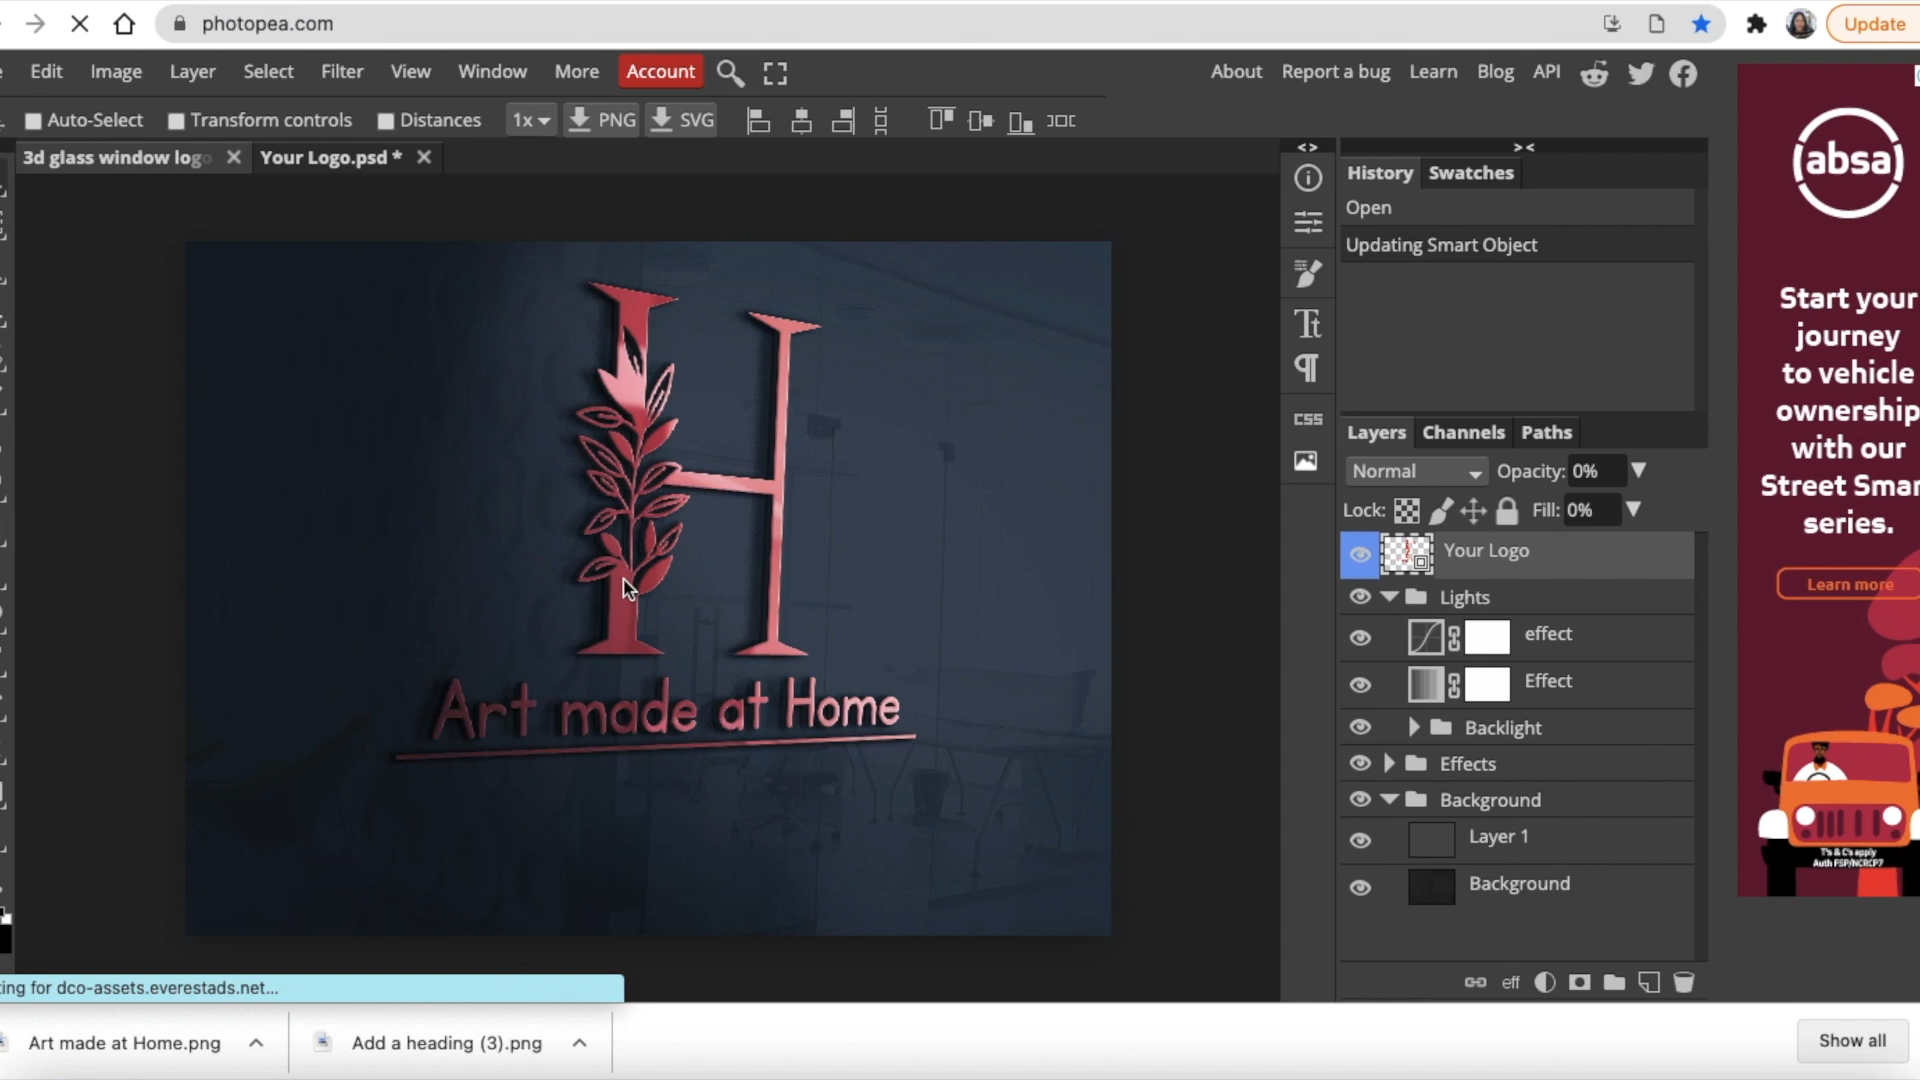 photopea.com
Update
Edit Image Layer Select Filter View Window More Account
About Report a bug Learn Blog API
Auto-Select Transform controls Distances 1x PNG SVG
3d glass window log
Your Logo.psd *
History Swatches
Open
Updating Smart Object
CSS
Layers Channels Paths
Normal Opacity: 0%
Lock: Fill: 0%
Your Logo
Lights
effect
Effect
Backlight
Effects
Background
Layer 1
Background
eff
H
Art made at Home
absa
Start your
journey
to vehicle
ownership
with our
Street Smar
series.
Learn more
T's & C's apply
Auth FSP/NCRCP7
ting for dco-assets.everestads.net...
Art made at Home.png
Add a heading (3).png
Show all